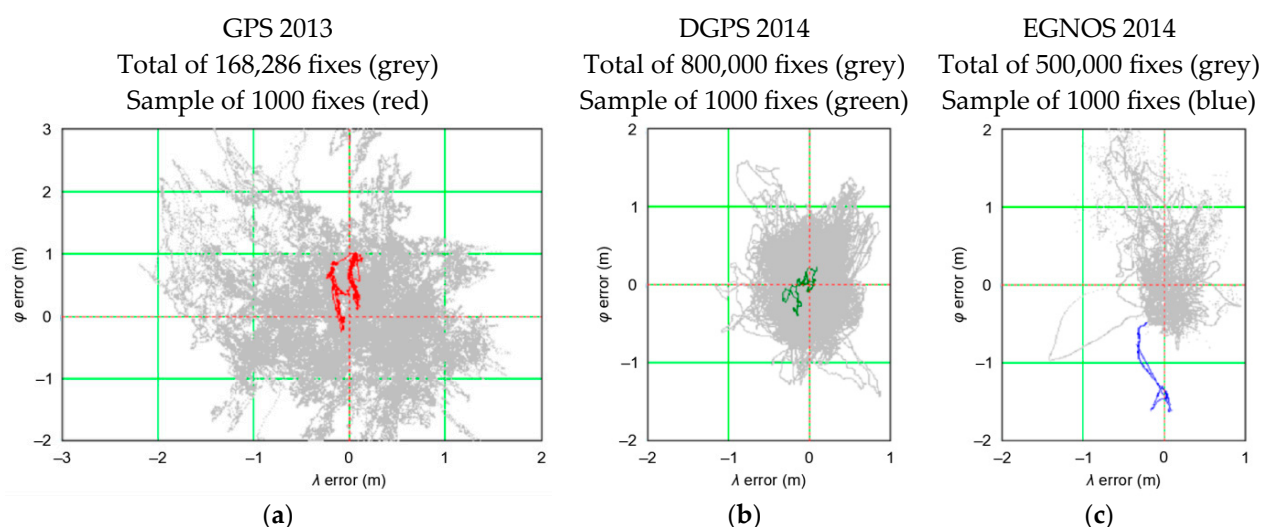 GPS 2013
Total of 168,286 fixes (grey)
Sample of 1000 fixes (red)
3
2
1
0
–1
–2
φ error (m)
–3
–2
–1
0
1
2
λ error (m)
(a)
DGPS 2014
Total of 800,000 fixes (grey)
Sample of 1000 fixes (green)
2
1
0
–1
–2
φ error (m)
–2
–1
0
1
λ error (m)
(b)
EGNOS 2014
Total of 500,000 fixes (grey)
Sample of 1000 fixes (blue)
2
1
0
–1
–2
φ error (m)
–2
–1
0
1
λ error (m)
(c)